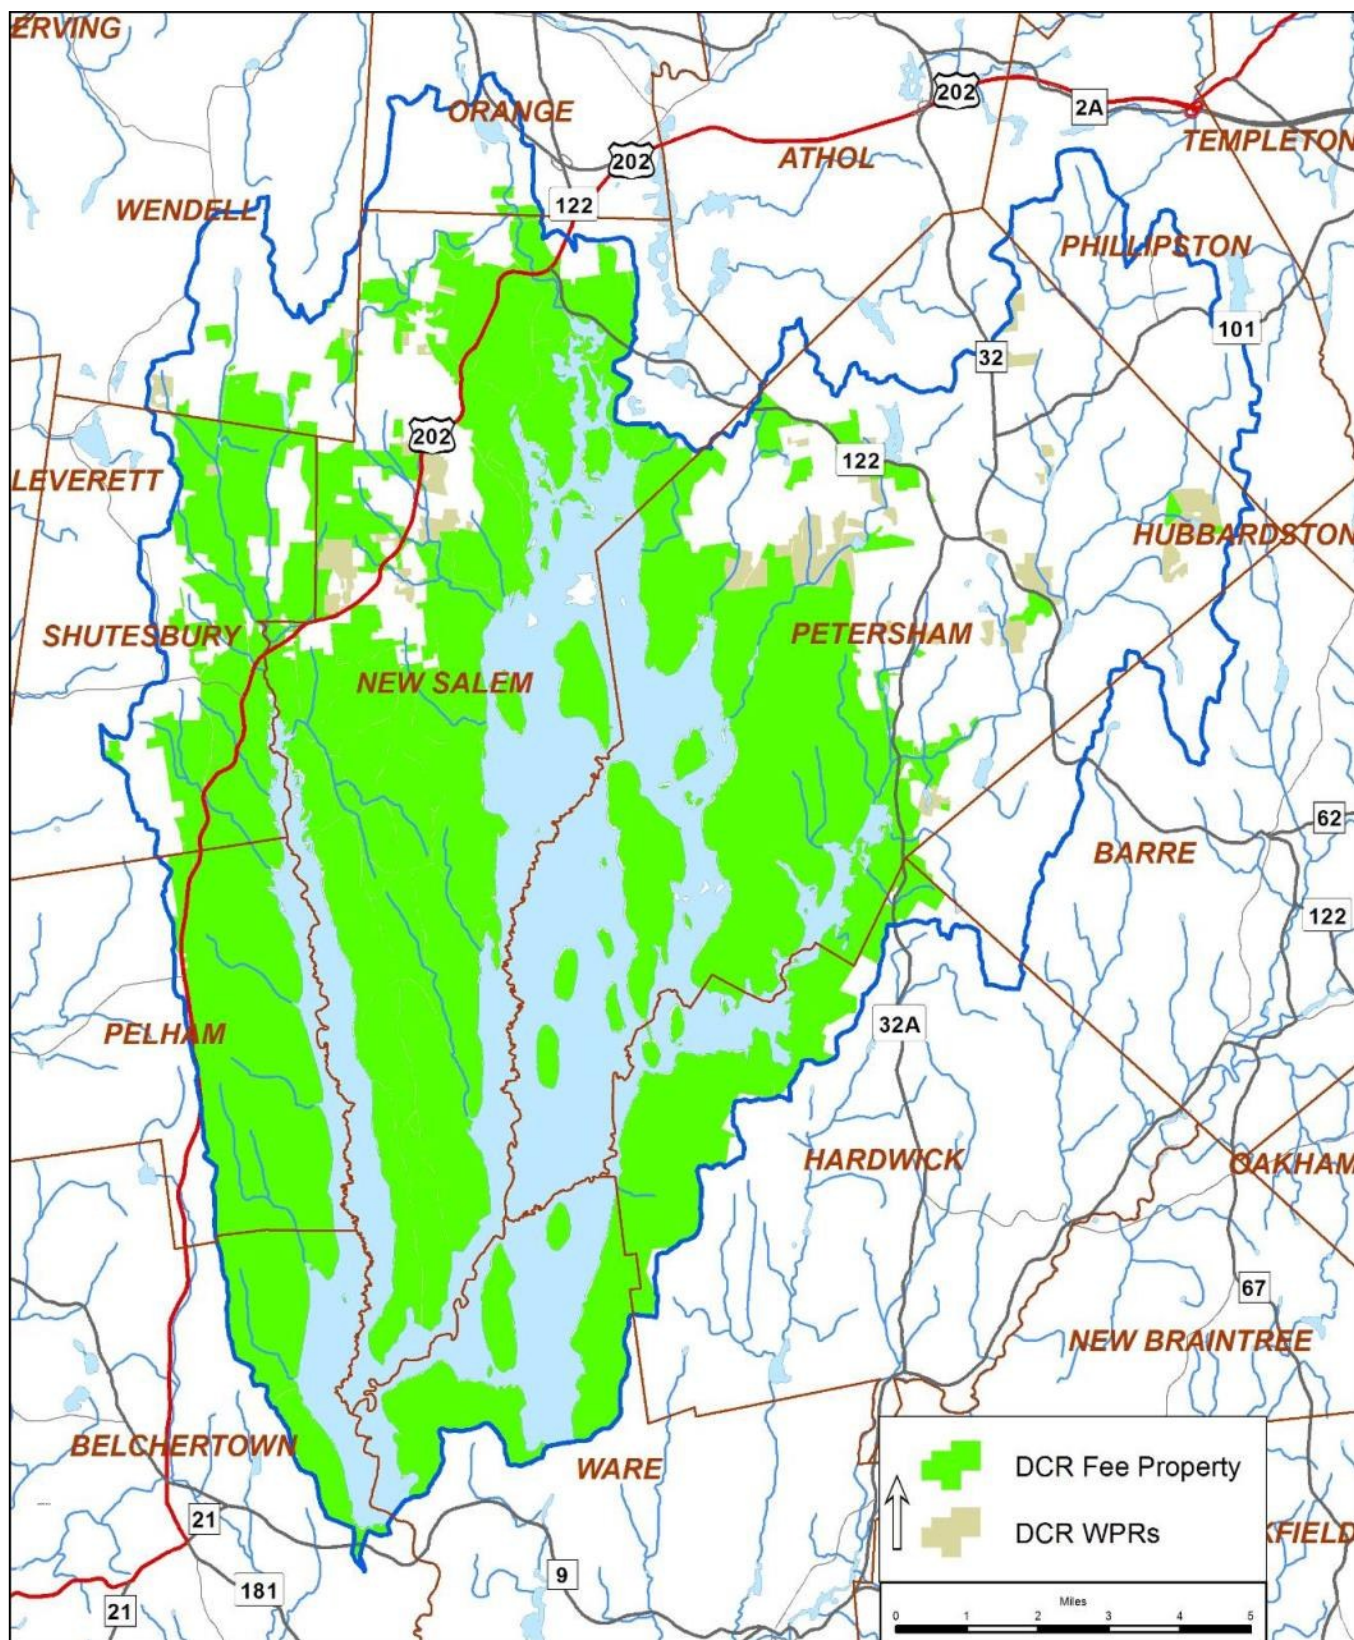 ERVING
ORANGE
202
2A
202
ATHOL
TEMPLETON
WENDELL
122
PHILLIPSTON
101
32
202
122
LEVERETT
HUBBARDSTON
SHUTESBURY
PETERSHAM
NEW SALEM
62
BARRE
122
32A
PELHAM
HARDWICK
OAKHAM
67
NEW BRAINTREE
BELCHERTOWN
WARE
DCR Fee Property
21
DCR WPRs
KFIELD
9
181
21
Miles
0 1 2 3 4 5